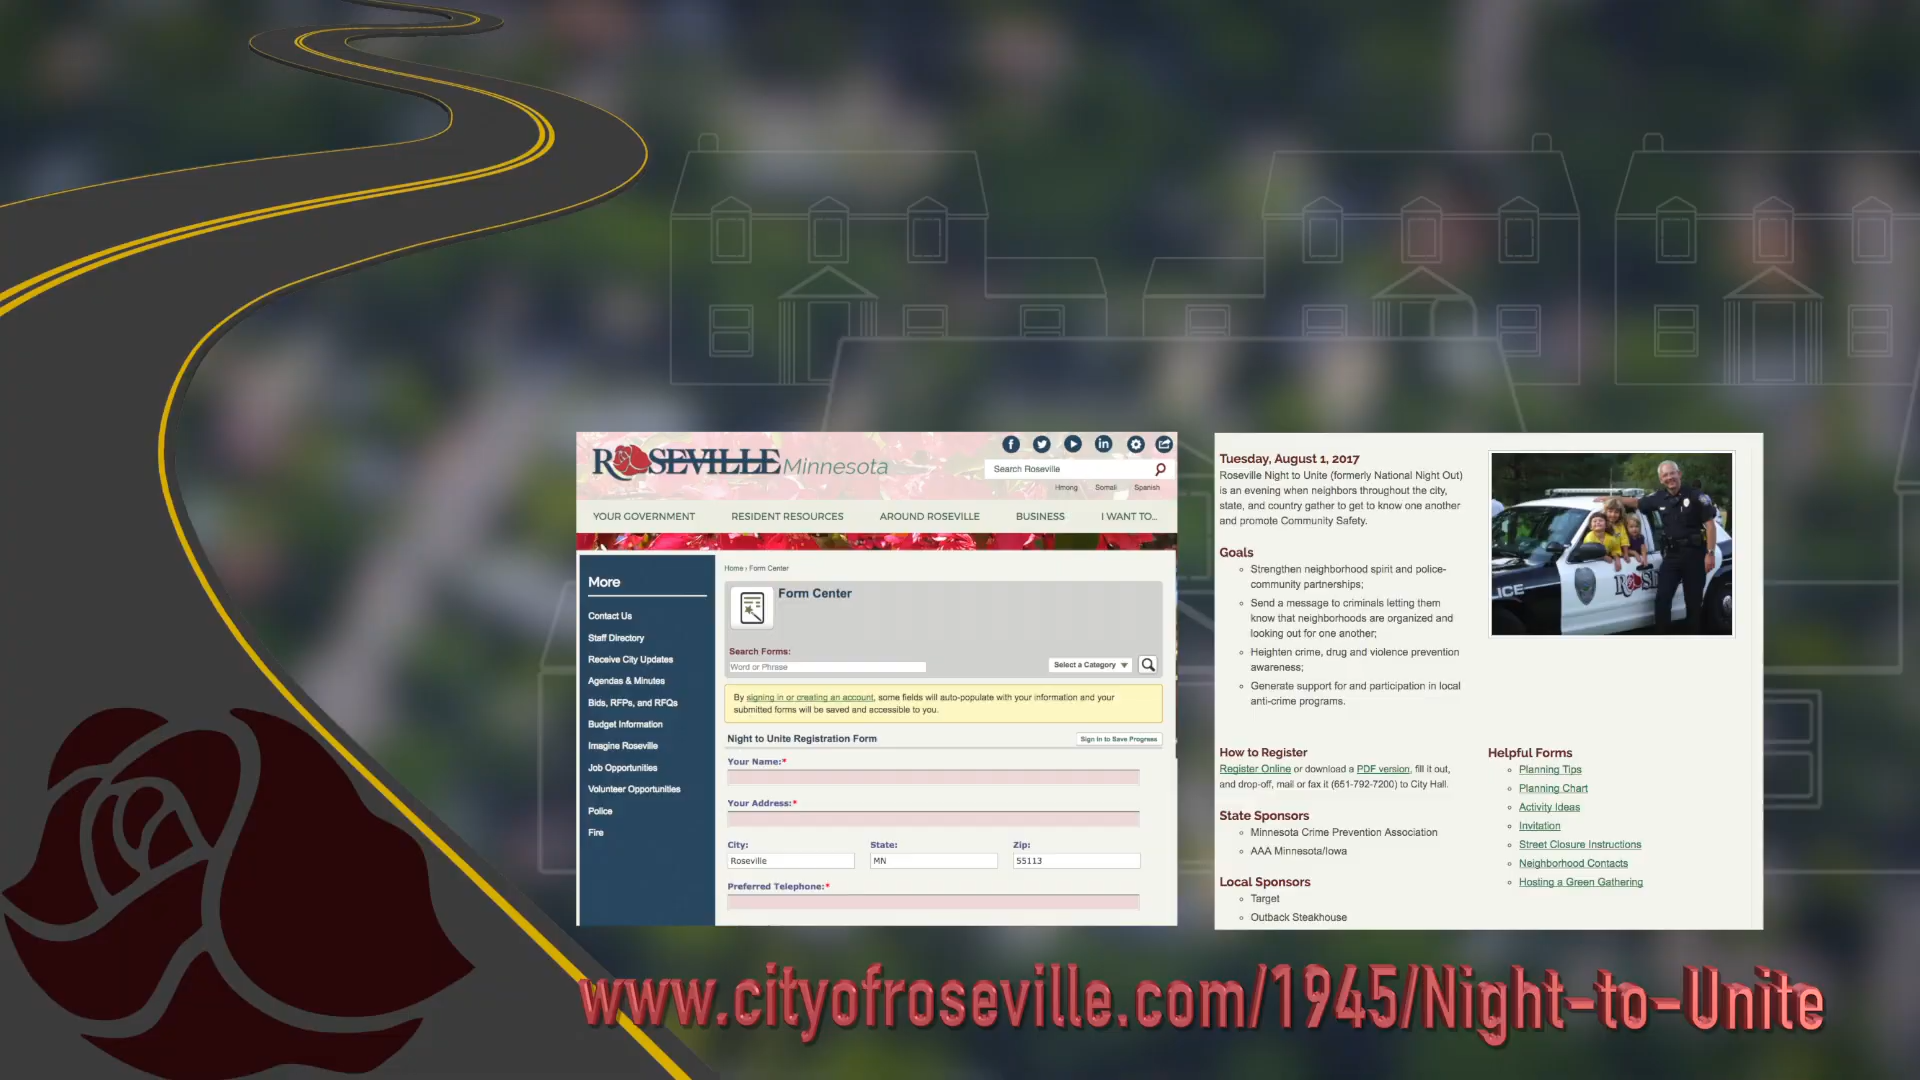 ROSEVILLE Minnesota
Search Roseville
Hmong Somali Spanish
YOUR GOVERNMENT RESIDENT RESOURCES AROUND ROSEVILLE BUSINESS I WANT TO...
More
Contact Us
Staff Directory
Receive City Updates
Agendas & Minutes
Bids, RFPs, and RFQs
Budget Information
Imagine Roseville
Job Opportunities
Volunteer Opportunities
Police
Fire
Home › Form Center
Form Center
Search Forms:
Word or Phrase
Select a Category
By signing in or creating an account, some fields will auto-populate with your information and your
submitted forms will be saved and accessible to you.
Night to Unite Registration Form
Sign In to Save Progress
Your Name:*
Your Address:*
City: State: Zip:
Roseville MN 55113
Preferred Telephone:*
Tuesday, August 1, 2017
Roseville Night to Unite (formerly National Night Out)
is an evening when neighbors throughout the city,
state, and country gather to get to know one another
and promote Community Safety.
Goals
Strengthen neighborhood spirit and police-
community partnerships;
Send a message to criminals letting them
know that neighborhoods are organized and
looking out for one another;
Heighten crime, drug and violence prevention
awareness;
Generate support for and participation in local
anti-crime programs.
How to Register
Register Online or download a PDF version, fill it out,
and drop-off, mail or fax it (651-792-7200) to City Hall.
State Sponsors
Minnesota Crime Prevention Association
AAA Minnesota/Iowa
Local Sponsors
Target
Outback Steakhouse
Helpful Forms
Planning Tips
Planning Chart
Activity Ideas
Invitation
Street Closure Instructions
Neighborhood Contacts
Hosting a Green Gathering
www.cityofroseville.com/1945/Night-to-Unite